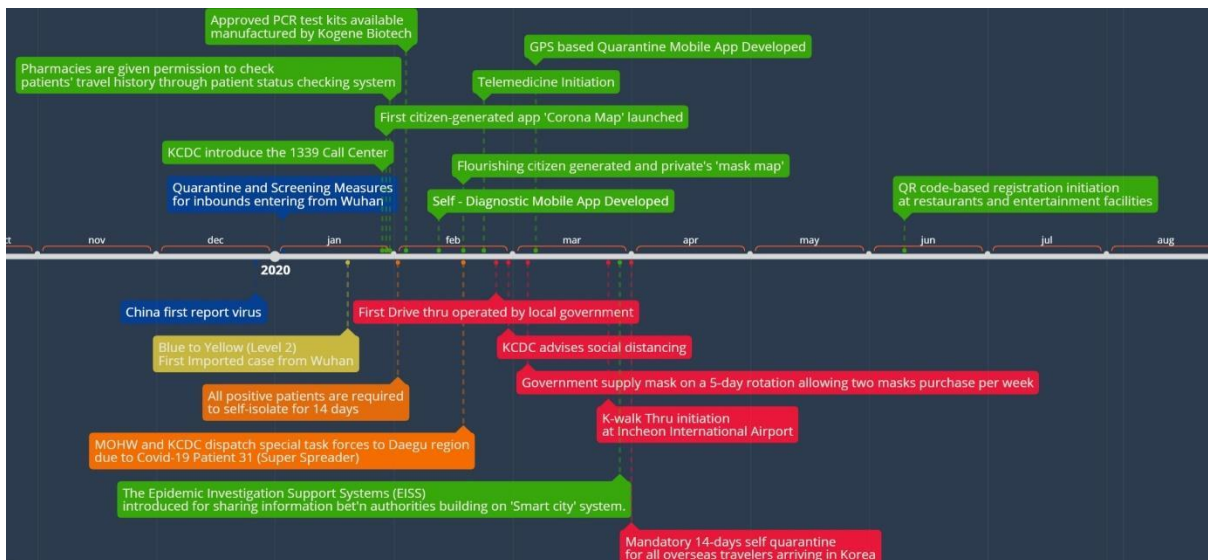 Approved PCR test kits available
manufactured by Kogene Biotech
GPS based Quarantine Mobile App Developed
Pharmacies are given permission to check
patients' travel history through patient status checking system
Telemedicine Initiation
First citizen-generated app 'Corona Map' launched
KCDC introduce the 1339 Call Center
Flourishing citizen generated and private's 'mask map'
Quarantine and Screening Measures
for inbounds entering from Wuhan
Self - Diagnostic Mobile App Developed
QR code-based registration initiation
at restaurants and entertainment facilities
nov dec jan feb mar apr may jun jul aug
2020
China first report virus
First Drive thru operated by local government
Blue to Yellow (Level 2)
First Imported case from Wuhan
KCDC advises social distancing
Government supply mask on a 5-day rotation allowing two masks purchase per week
All positive patients are required
to self-isolate for 14 days
K-walk Thru initiation
at Incheon International Airport
MOHW and KCDC dispatch special task forces to Daegu region
due to Covid-19 Patient 31 (Super Spreader)
The Epidemic Investigation Support Systems (EISS)
introduced for sharing information bet'n authorities building on 'Smart city' system.
Mandatory 14-days self quarantine
for all overseas travelers arriving in Korea